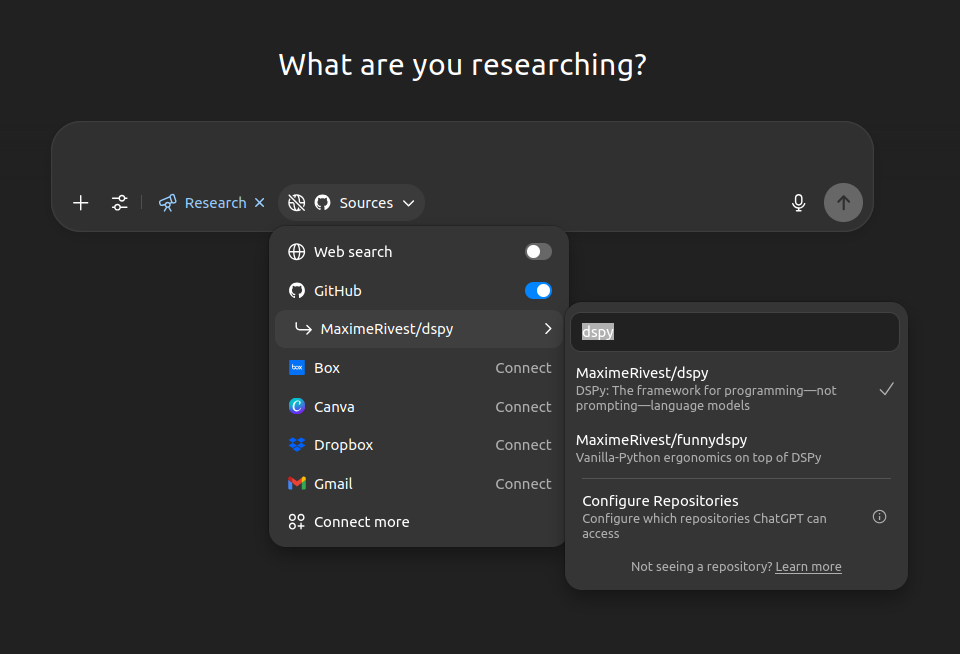 What are you researching?
Research
Sources
Web search
GitHub
MaximeRivest/dspy
Box
Connect
Canva
Connect
Dropbox
Connect
Gmail
Connect
Connect more
dspy
MaximeRivest/dspy
DSPy: The framework for programming—not
prompting—language models
MaximeRivest/funnydspy
Vanilla-Python ergonomics on top of DSPy
Configure Repositories
Configure which repositories ChatGPT can
access
Not seeing a repository? Learn more